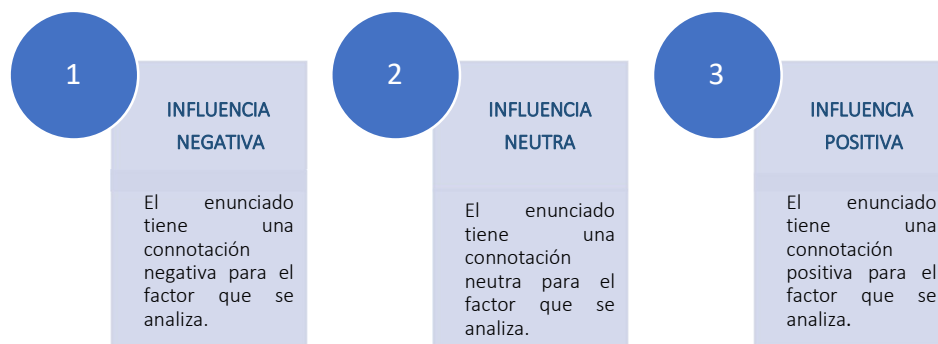 1
INFLUENCIA
NEGATIVA
El enunciado
tiene una
connotación
negativa para el
factor que se
analiza.
2
INFLUENCIA
NEUTRA
El enunciado
tiene una
connotación
neutra para el
factor que se
analiza.
3
INFLUENCIA
POSITIVA
El enunciado
tiene una
connotación
positiva para el
factor que se
analiza.